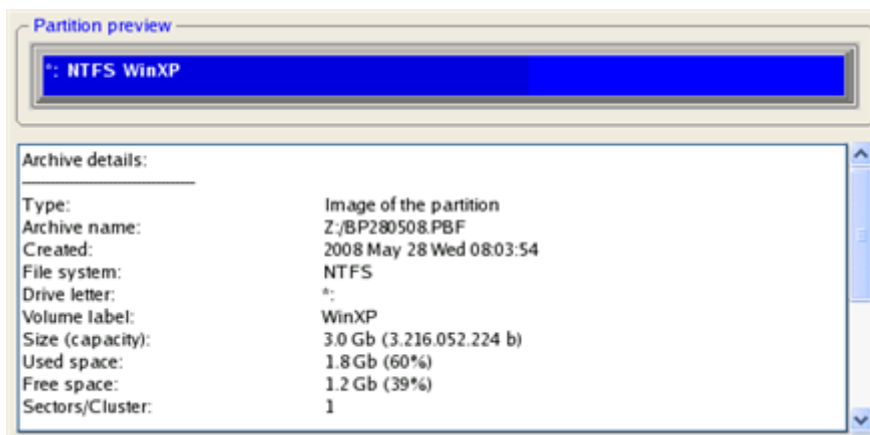 Partition preview
*: NTFS WinXP
Archive details:
Type: Image of the partition
Archive name: Z:/BP280508.PBF
Created: 2008 May 28 Wed 08:03:54
File system: NTFS
Drive letter: *:
Volume label: WinXP
Size (capacity): 3.0 Gb (3.216.052.224 b)
Used space: 1.8 Gb (60%)
Free space: 1.2 Gb (39%)
Sectors/Cluster: 1